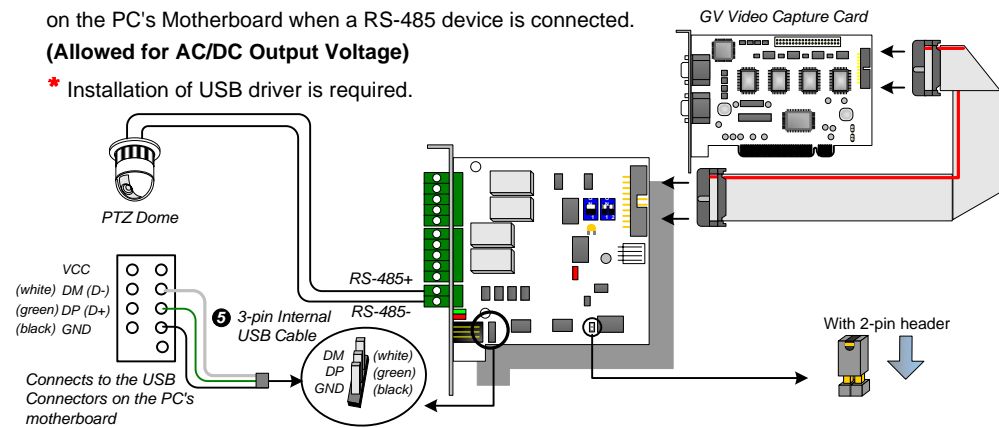 on the PC's Motherboard when a RS-485 device is connected.
(Allowed for AC/DC Output Voltage)
* Installation of USB driver is required.
GV Video Capture Card
PTZ Dome
RS-485+
RS-485-
VCC
(white) DM (D-)
(green) DP (D+)
(black) GND
5 3-pin Internal
USB Cable
DM (white)
DP (green)
GND (black)
Connects to the USB
Connectors on the PC's
motherboard
With 2-pin header